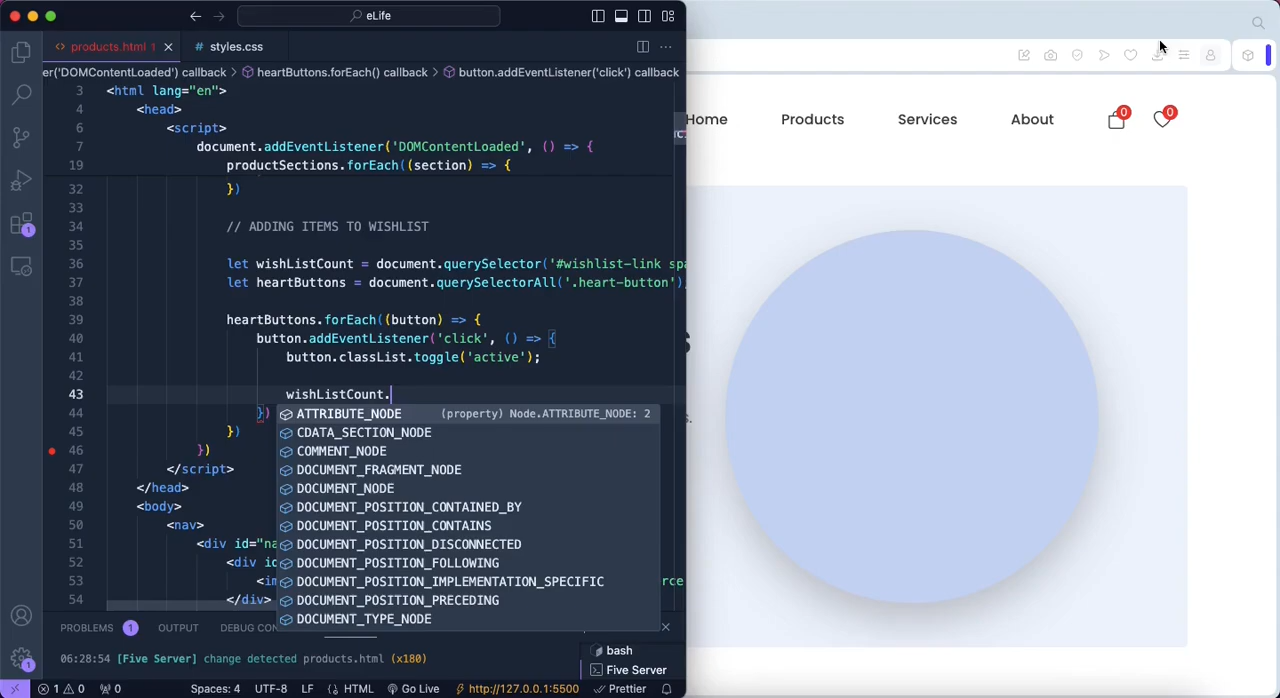 eLife
products.html 1
styles.css
er('DOMContentLoaded') callback > heartButtons.forEach() callback > button.addEventListener('click') callback
3 <html lang="en">
4 <head>
6 <script>
7 document.addEventListener('DOMContentLoaded', () => {
19 productSections.forEach((section) => {
32 })
33
34 // ADDING ITEMS TO WISHLIST
35
36 let wishListCount = document.querySelector('#wishlist-link spa
37 let heartButtons = document.querySelectorAll('.heart-button')
38
39 heartButtons.forEach((button) => {
40 button.addEventListener('click', () => {
41 button.classList.toggle('active');
42
43 wishListCount.
44 })
45 })
46 })
47 </script>
48 </head>
49 <body>
50 <nav>
51 <div id="na
52 <div id
53 <im
54 </div>
ATTRIBUTE_NODE (property) Node.ATTRIBUTE_NODE: 2
CDATA_SECTION_NODE
COMMENT_NODE
DOCUMENT_FRAGMENT_NODE
DOCUMENT_NODE
DOCUMENT_POSITION_CONTAINED_BY
DOCUMENT_POSITION_CONTAINS
DOCUMENT_POSITION_DISCONNECTED
DOCUMENT_POSITION_FOLLOWING
DOCUMENT_POSITION_IMPLEMENTATION_SPECIFIC
DOCUMENT_POSITION_PRECEDING
DOCUMENT_TYPE_NODE
rce
PROBLEMS 1 OUTPUT DEBUG CON
bash
06:28:54 [Five Server] change detected products.html (x180)
Five Server
1 0 0 Spaces: 4 UTF-8 LF HTML Go Live http://127.0.0.1:5500 Prettier
1
1
Home Products Services About 0 0
s
s.